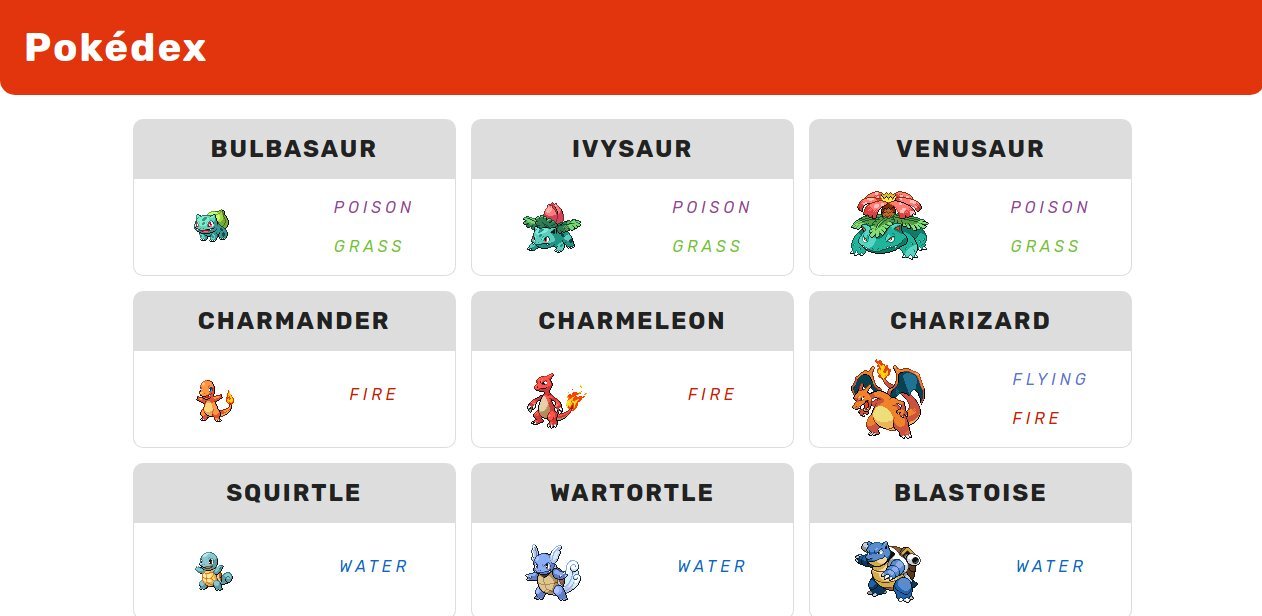 Pokédex
BULBASAUR
POISON
GRASS
IVYSAUR
POISON
GRASS
VENUSAUR
POISON
GRASS
CHARMANDER
FIRE
CHARMELEON
FIRE
CHARIZARD
FLYING
FIRE
SQUIRTLE
WATER
WARTORTLE
WATER
BLASTOISE
WATER